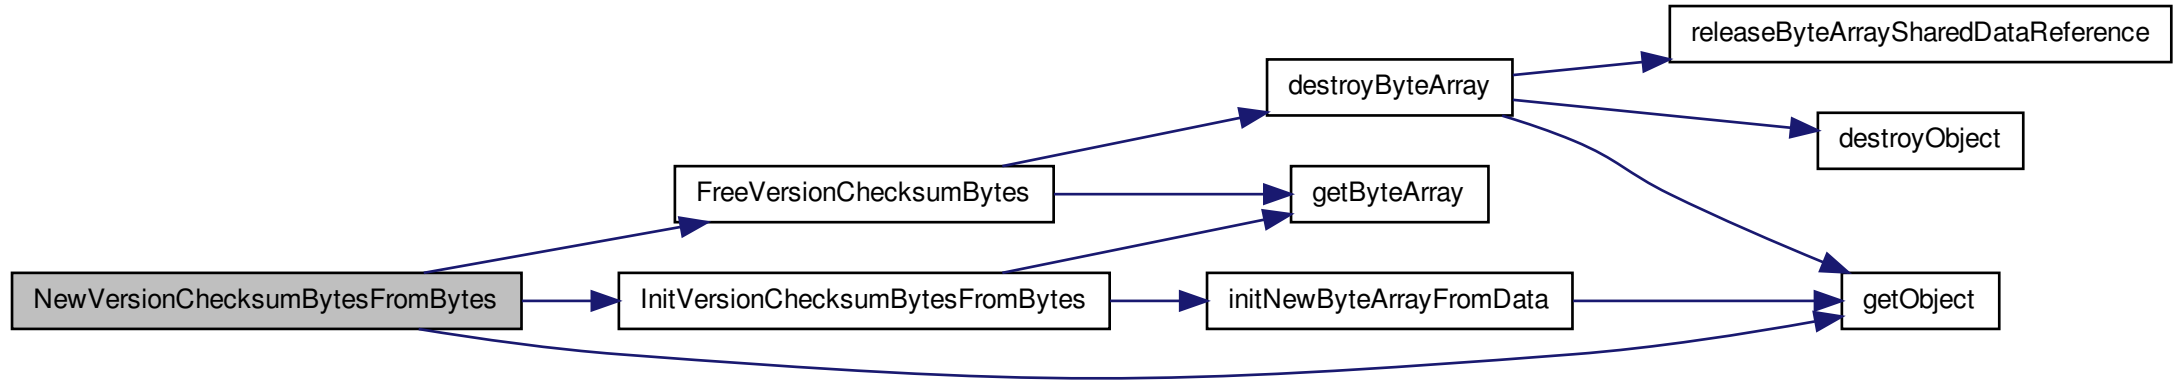 releaseByteArraySharedDataReference
destroyByteArray
destroyObject
FreeVersionChecksumBytes
getByteArray
NewVersionChecksumBytesFromBytes
InitVersionChecksumBytesFromBytes
initNewByteArrayFromData
getObject